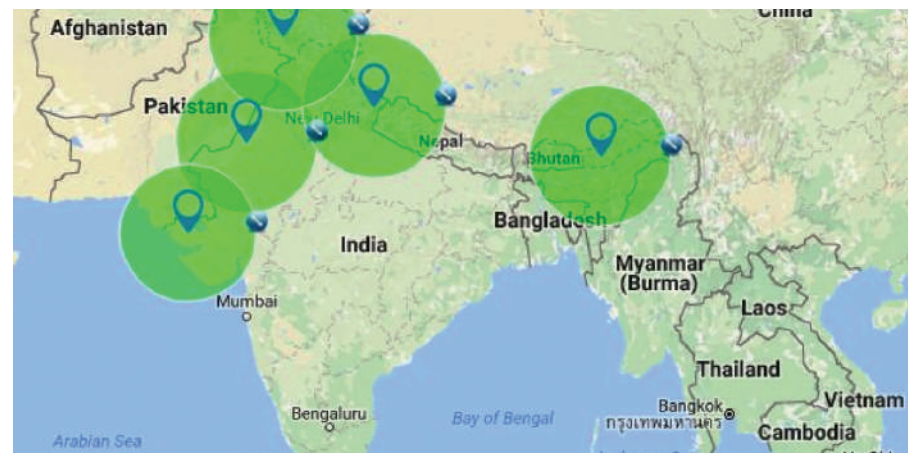 China
Afghanistan
Pakistan
New Delhi
Nepal
Bhutan
Bangladesh
India
Myanmar
(Burma)
Mumbai
Laos
Thailand
Vietnam
Bengaluru
Bay of Bengal
Bangkok
กรุงเทพมหานคร
Cambodia
Arabian Sea